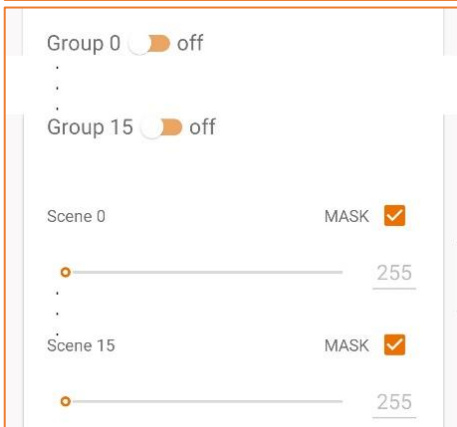 Group 0 off
.
.
.
Group 15 off
Scene 0 MASK
255
.
.
.
Scene 15 MASK
255